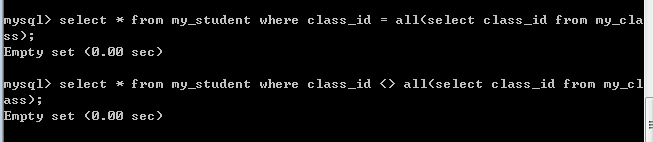 mysql> select * from my_student where class_id = all(select class_id from my_cla
ss);
Empty set (0.00 sec)
mysql> select * from my_student where class_id <> all(select class_id from my_cl
ass);
Empty set (0.00 sec)